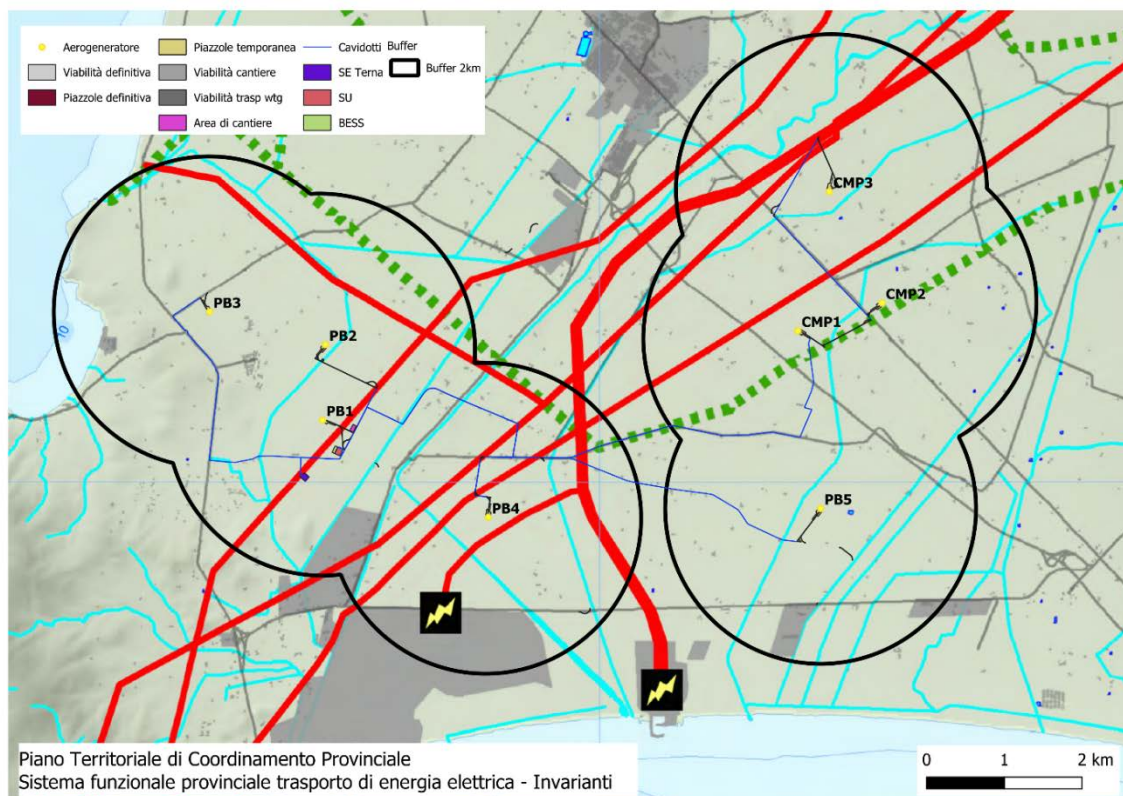 Aerogeneratore
Viabilità definitiva
Piazzole definitiva
Piazzole temporanea
Viabilità cantiere
Viabilità trasp wtg
Area di cantiere
Cavidotti
SE Terna
SU
BESS
Buffer
Buffer 2km
CMP3
CMP2
PB3
CMP1
PB2
PB1
PB4
PB5
10
Piano Territoriale di Coordinamento Provinciale
Sistema funzionale provinciale trasporto di energia elettrica - Invarianti
0 1 2 km